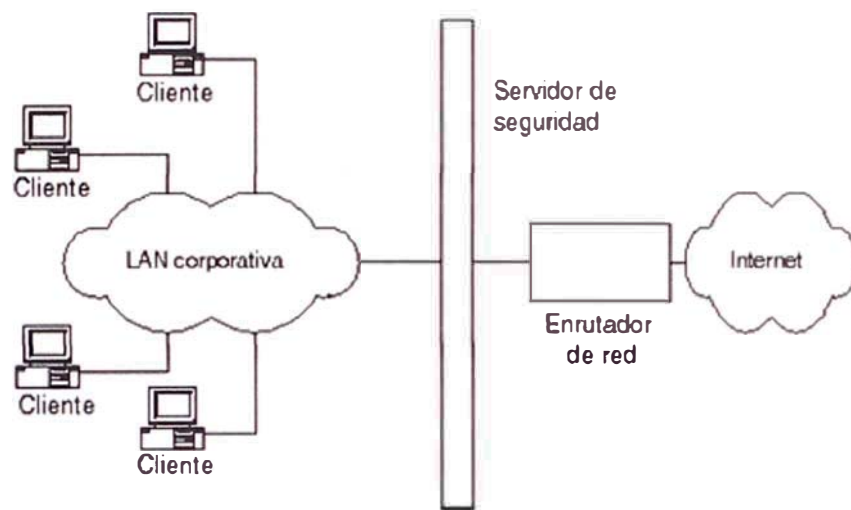 Cliente
Servidor de
seguridad
Cliente
LAN corporativa
Internet
Enrutador
de red
Cliente
Cliente